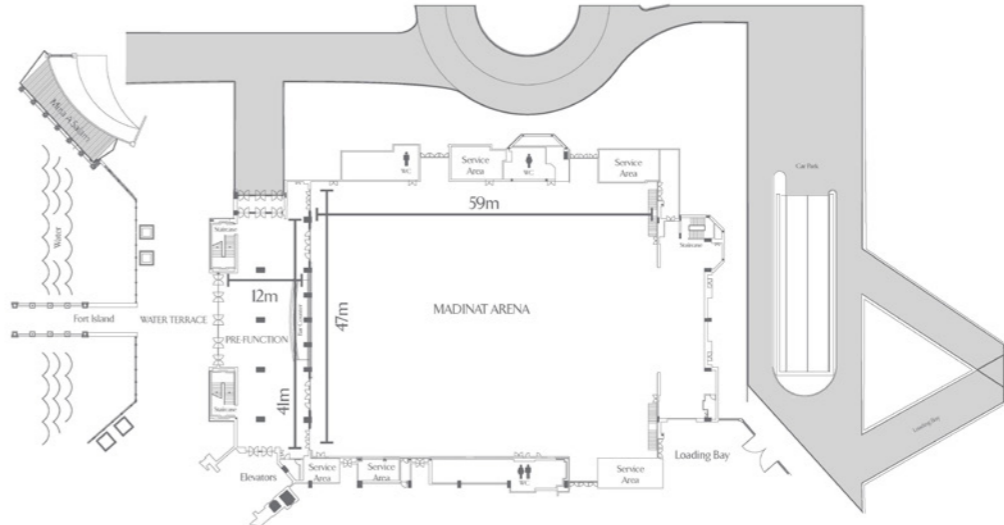 Mina A Salam
WC
Service
Area
WC
Service
Area
Car Park
59m
Staircase
Staircase
Water
12m
47m
MADINAT ARENA
Bar Counter
Fort Island
WATER TERRACE
PRE-FUNCTION
Staircase
41m
Loading Bay
Loading Bay
Elevators
Service
Area
Service
Area
WC
Service
Area